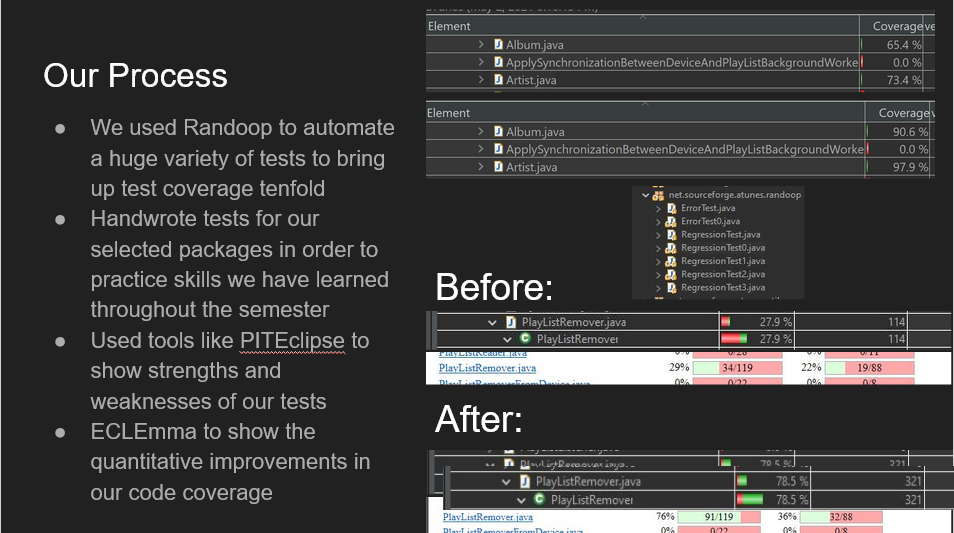 Our Process
● We used Randoop to automate
a huge variety of tests to bring
up test coverage tenfold
● Handwrote tests for our
selected packages in order to
practice skills we have learned
throughout the semester
● Used tools like PITEclipse to
show strengths and
weaknesses of our tests
● ECLEmma to show the
quantitative improvements in
our code coverage
Element Coverage
Album.java 65.4 %
ApplySynchronizationBetweenDeviceAndPlayListBackgroundWorke 0.0 %
Artist.java 73.4 %
Element Coverage
Album.java 90.6 %
ApplySynchronizationBetweenDeviceAndPlayListBackgroundWorke 0.0 %
Artist.java 97.9 %
net.sourceforge.atunes.randoop
ErrorTest.java
ErrorTest0.java
RegressionTest.java
RegressionTest0.java
RegressionTest1.java
RegressionTest2.java
RegressionTest3.java
Before:
PlayListRemover.java 27.9 % 114
PlayListRemover 27.9 % 114
PlayListReader.java 0% 0/28 0% 0/11
PlayListRemover.java 29% 34/119 22% 19/88
PlayListRemoverFromDevice.java 0% 0/22 0% 0/8
After:
PlayListRemover.java 78.5 % 321
PlayListRemover.java 78.5 % 321
PlayListRemover 78.5 % 321
PlayListRemover.java 76% 91/119 36% 32/88
PlayListRemoverFromDevice.java 0% 0/22 0% 0/8